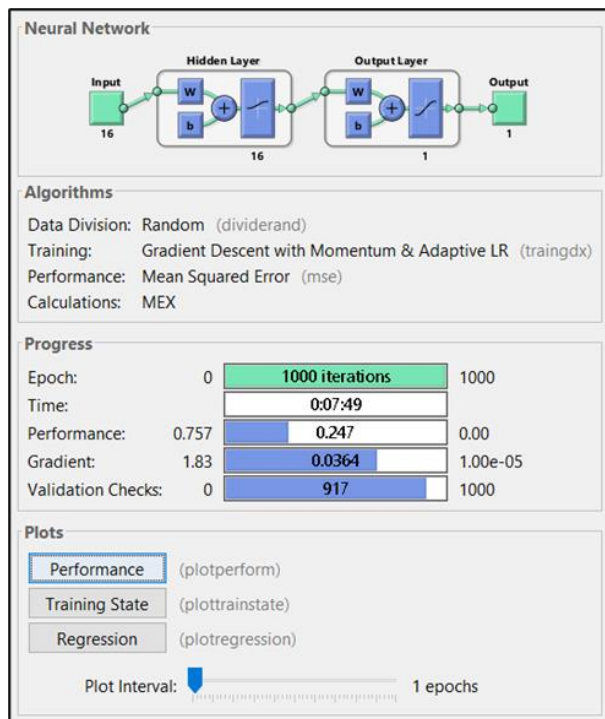 Neural Network
Hidden Layer Output Layer
Input Output
W W
b b
16 16 1 1
Algorithms
Data Division: Random (dividerand)
Training: Gradient Descent with Momentum & Adaptive LR (traingdx)
Performance: Mean Squared Error (mse)
Calculations: MEX
Progress
Epoch: 0 1000 iterations 1000
Time: 0:07:49
Performance: 0.757 0.247 0.00
Gradient: 1.83 0.0364 1.00e-05
Validation Checks: 0 917 1000
Plots
Performance (plotperform)
Training State (plottrainstate)
Regression (plotregression)
Plot Interval: 1 epochs